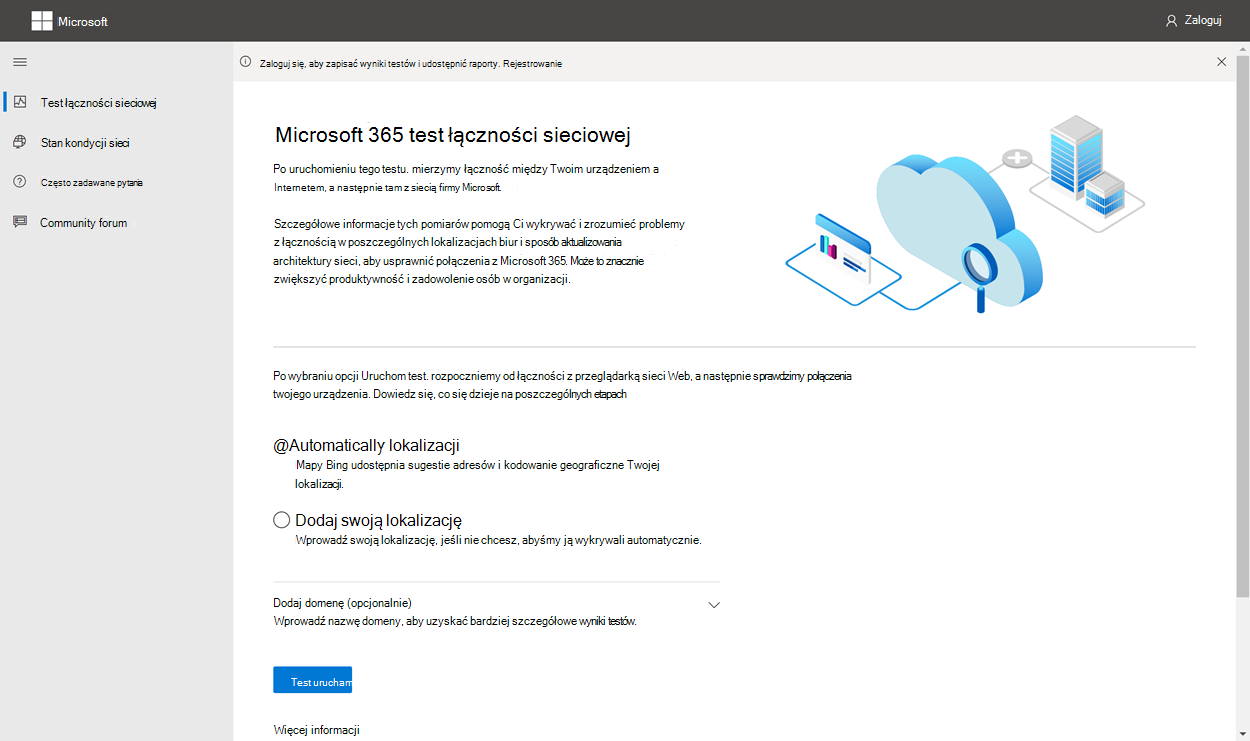 Microsoft
Zaloguj
Zaloguj się, aby zapisać wyniki testów i udostępnić raporty. Rejestrowanie
Test łączności sieciowej
Stan kondycji sieci
Często zadawane pytania
Community forum
Microsoft 365 test łączności sieciowej
Po uruchomieniu tego testu. mierzymy łączność między Twoim urządzeniem a
Internetem, a następnie tam z siecią firmy Microsoft.
Szczegółowe informacje tych pomiarów pomogą Ci wykrywać i zrozumieć problemy
z łącznością w poszczególnych lokalizacjach biur i sposób aktualizowania
architektury sieci, aby usprawnić połączenia z Microsoft 365. Może to znacznie
zwiększyć produktywność i zadowolenie osób w organizacji.
Po wybraniu opcji Uruchom test. rozpoczniemy od łączności z przeglądarką sieci Web, a następnie sprawdzimy połączenia
twojego urządzenia. Dowiedz się, co się dzieje na poszczególnych etapach
@Automatically lokalizacji
Mapy Bing udostępnia sugestie adresów i kodowanie geograficzne Twojej
lokalizacji.
Dodaj swoją lokalizację
Wprowadź swoją lokalizację, jeśli nie chcesz, abyśmy ją wykrywali automatycznie.
Dodaj domenę (opcjonalnie)
Wprowadź nazwę domeny, aby uzyskać bardziej szczegółowe wyniki testów.
Test urucham
Więcej informacji